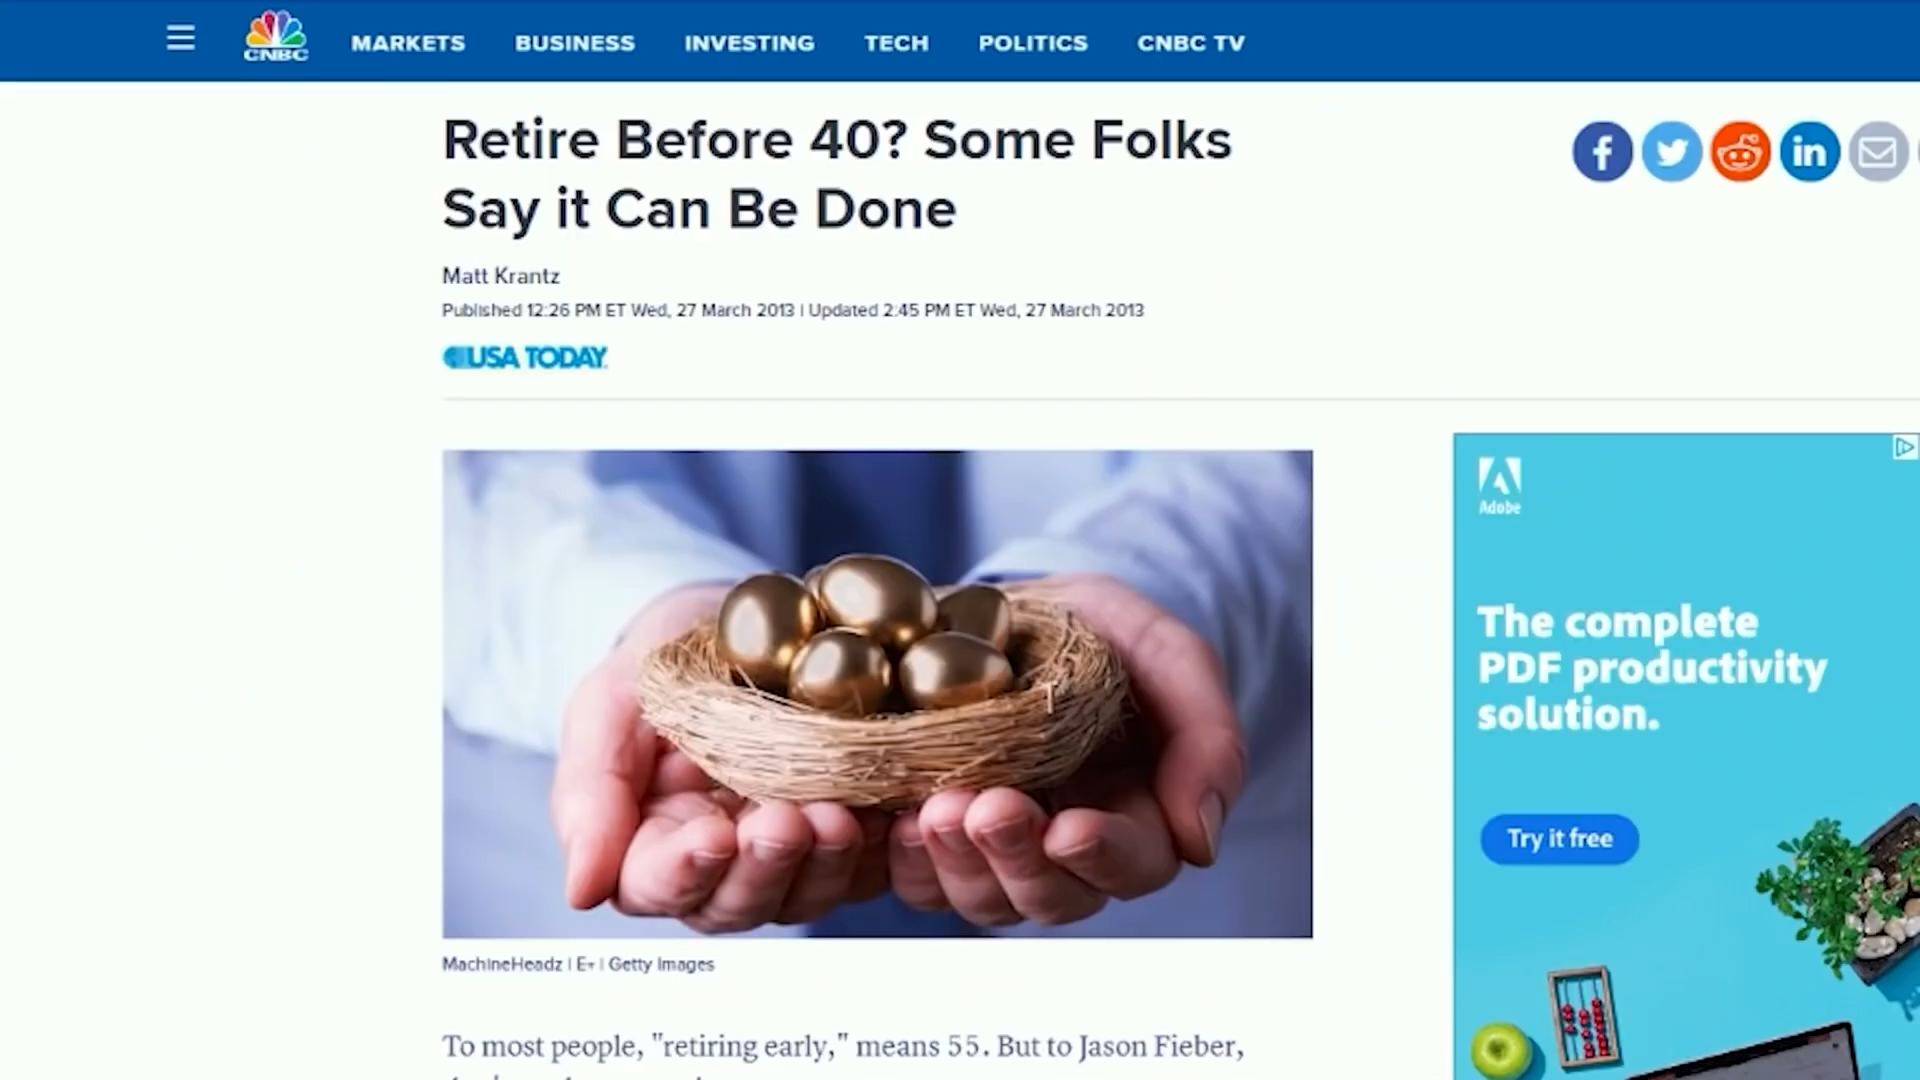 CNBC
MARKETS BUSINESS INVESTING TECH POLITICS CNBC TV
Retire Before 40? Some Folks
Say it Can Be Done
Matt Krantz
Published 12:26 PM ET Wed, 27 March 2013 | Updated 2:45 PM ET Wed, 27 March 2013
USA TODAY
MachineHeadz | E+ | Getty Images
To most people, "retiring early," means 55. But to Jason Fieber,
Adobe
The complete
PDF productivity
solution.
Try it free